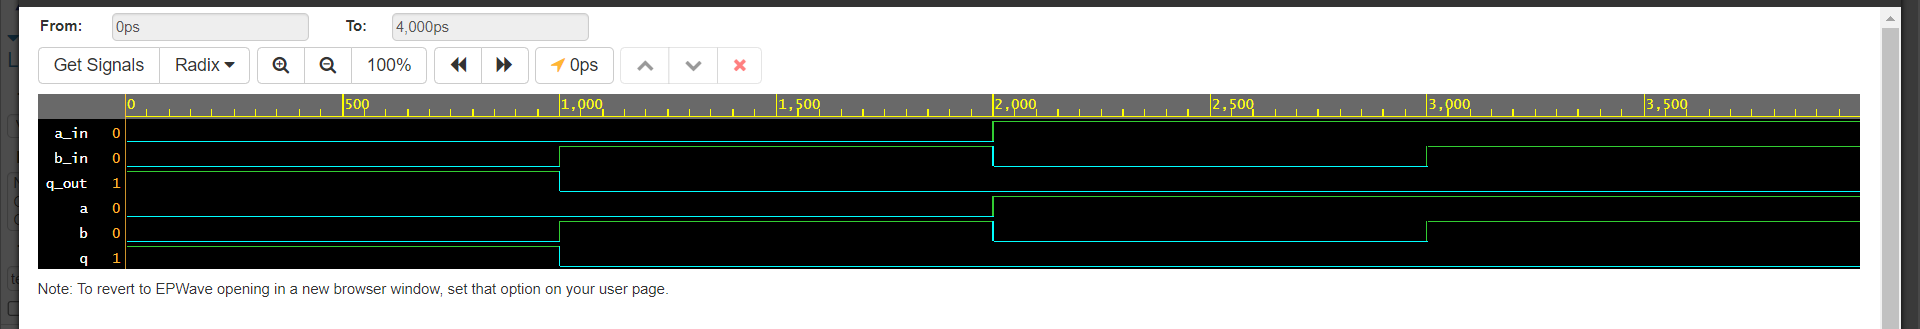 From: 0ps To: 4,000ps
Get Signals Radix 100% 0ps
0 500 1,000 1,500 2,000 2,500 3,000 3,500
a_in 0
b_in 0
q_out 1
a 0
b 0
q 1
Note: To revert to EPWave opening in a new browser window, set that option on your user page.